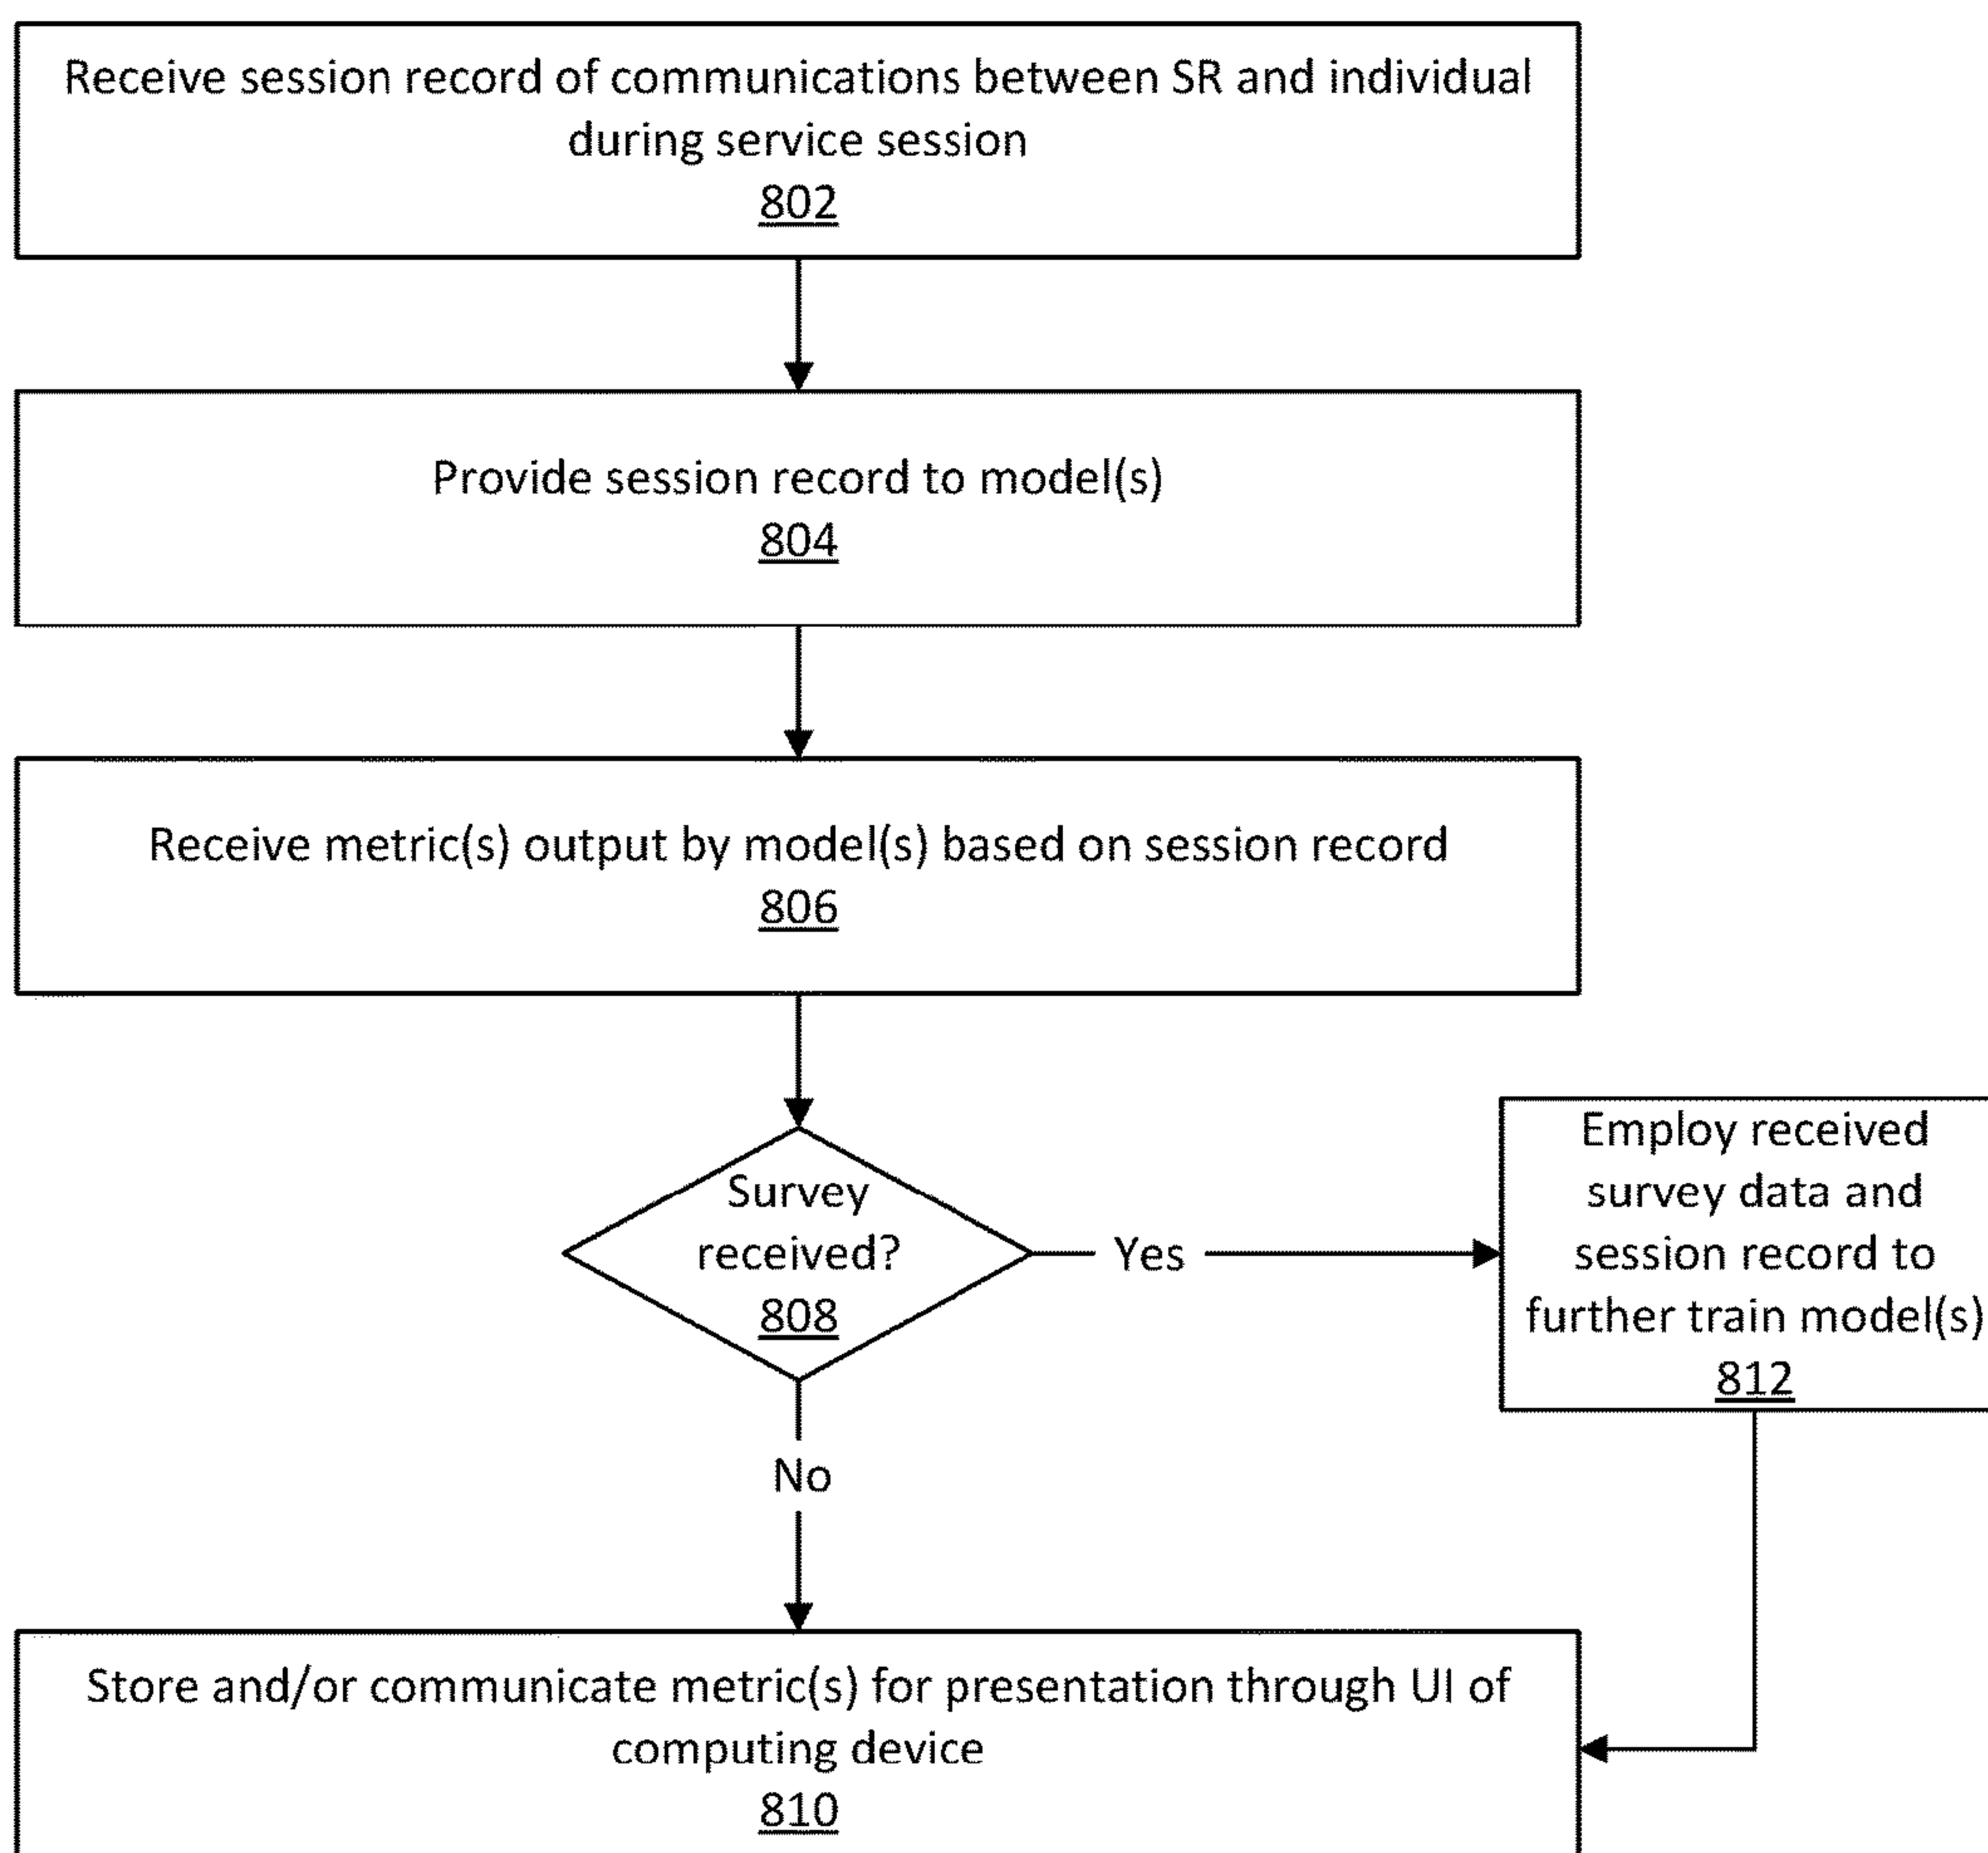 Receive session record of communications between SR and individual
during service session
802
Provide session record to model(s)
804
Receive metric(s) output by model(s) based on session record
806
Survey
received?
808
Yes
Employ received
survey data and
session record to
further train model(s)
812
No
Store and/or communicate metric(s) for presentation through UI of
computing device
810